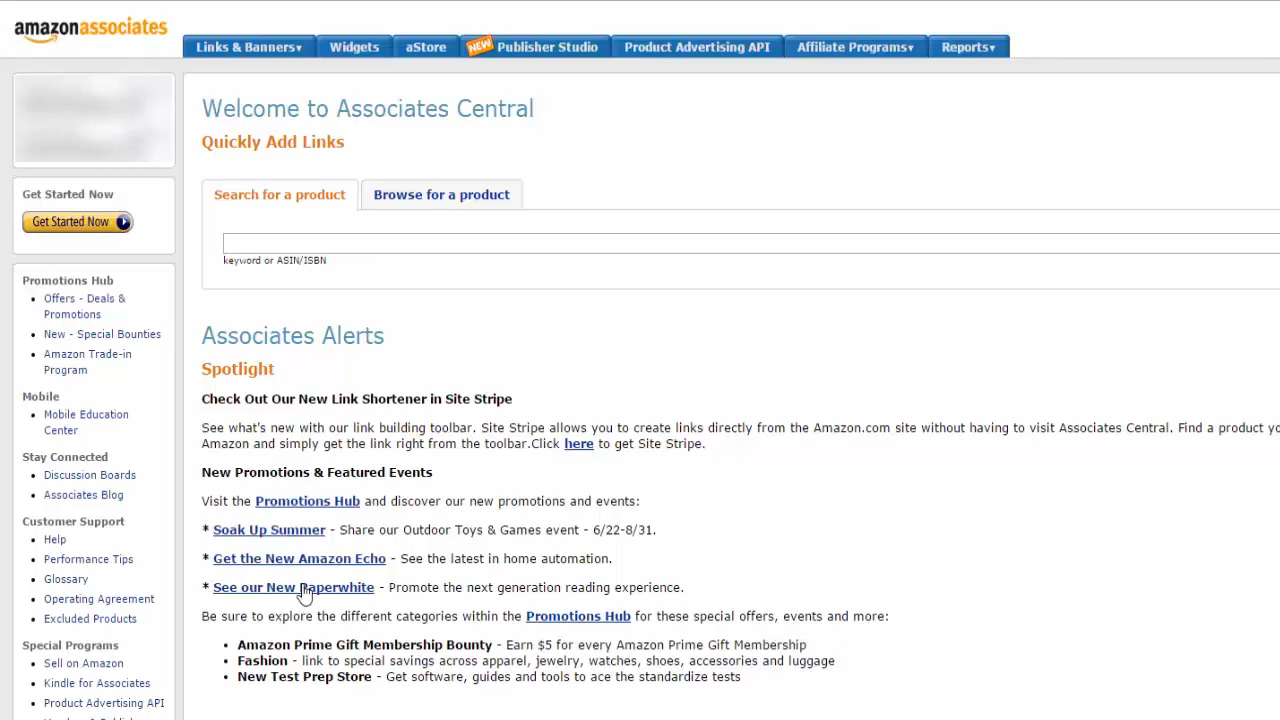 amazonassociates
Links & Banners▾ Widgets aStore NEW Publisher Studio Product Advertising API Affiliate Programs▾ Reports▾
Get Started Now
Get Started Now
Promotions Hub
Offers - Deals &
Promotions
New - Special Bounties
Amazon Trade-in
Program
Mobile
Mobile Education
Center
Stay Connected
Discussion Boards
Associates Blog
Customer Support
Help
Performance Tips
Glossary
Operating Agreement
Excluded Products
Special Programs
Sell on Amazon
Kindle for Associates
Product Advertising API
Welcome to Associates Central
Quickly Add Links
Search for a product Browse for a product
keyword or ASIN/ISBN
Associates Alerts
Spotlight
Check Out Our New Link Shortener in Site Stripe
See what's new with our link building toolbar. Site Stripe allows you to create links directly from the Amazon.com site without having to visit Associates Central. Find a product
Amazon and simply get the link right from the toolbar.Click here to get Site Stripe.
New Promotions & Featured Events
Visit the Promotions Hub and discover our new promotions and events:
* Soak Up Summer - Share our Outdoor Toys & Games event - 6/22-8/31.
* Get the New Amazon Echo - See the latest in home automation.
* See our New Paperwhite - Promote the next generation reading experience.
Be sure to explore the different categories within the Promotions Hub for these special offers, events and more:
• Amazon Prime Gift Membership Bounty - Earn $5 for every Amazon Prime Gift Membership
• Fashion - link to special savings across apparel, jewelry, watches, shoes, accessories and luggage
• New Test Prep Store - Get software, guides and tools to ace the standardize tests